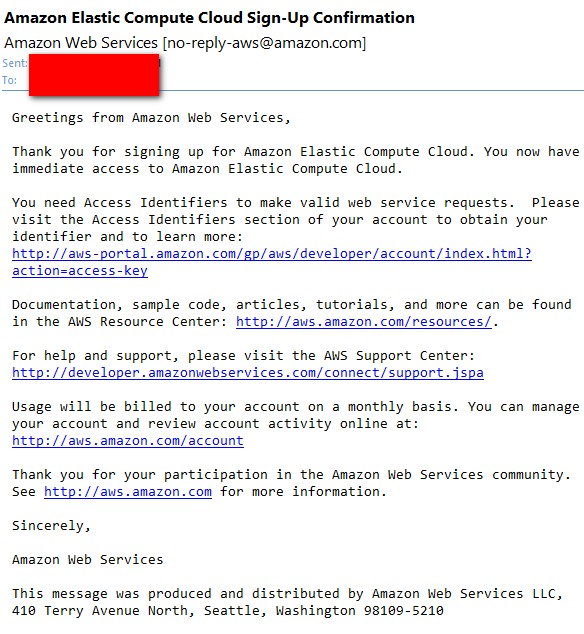 Amazon Elastic Compute Cloud Sign-Up Confirmation
Amazon Web Services [no-reply-aws@amazon.com]
Sent:
To:
Greetings from Amazon Web Services,
Thank you for signing up for Amazon Elastic Compute Cloud. You now have
immediate access to Amazon Elastic Compute Cloud.
You need Access Identifiers to make valid web service requests.  Please
visit the Access Identifiers section of your account to obtain your
identifier and to learn more:
http://aws-portal.amazon.com/gp/aws/developer/account/index.html?
action=access-key
Documentation, sample code, articles, tutorials, and more can be found
in the AWS Resource Center: http://aws.amazon.com/resources/.
For help and support, please visit the AWS Support Center:
http://developer.amazonwebservices.com/connect/support.jspa
Usage will be billed to your account on a monthly basis. You can manage
your account and review account activity online at:
http://aws.amazon.com/account
Thank you for your participation in the Amazon Web Services community.
See http://aws.amazon.com for more information.
Sincerely,
Amazon Web Services
This message was produced and distributed by Amazon Web Services LLC,
410 Terry Avenue North, Seattle, Washington 98109-5210